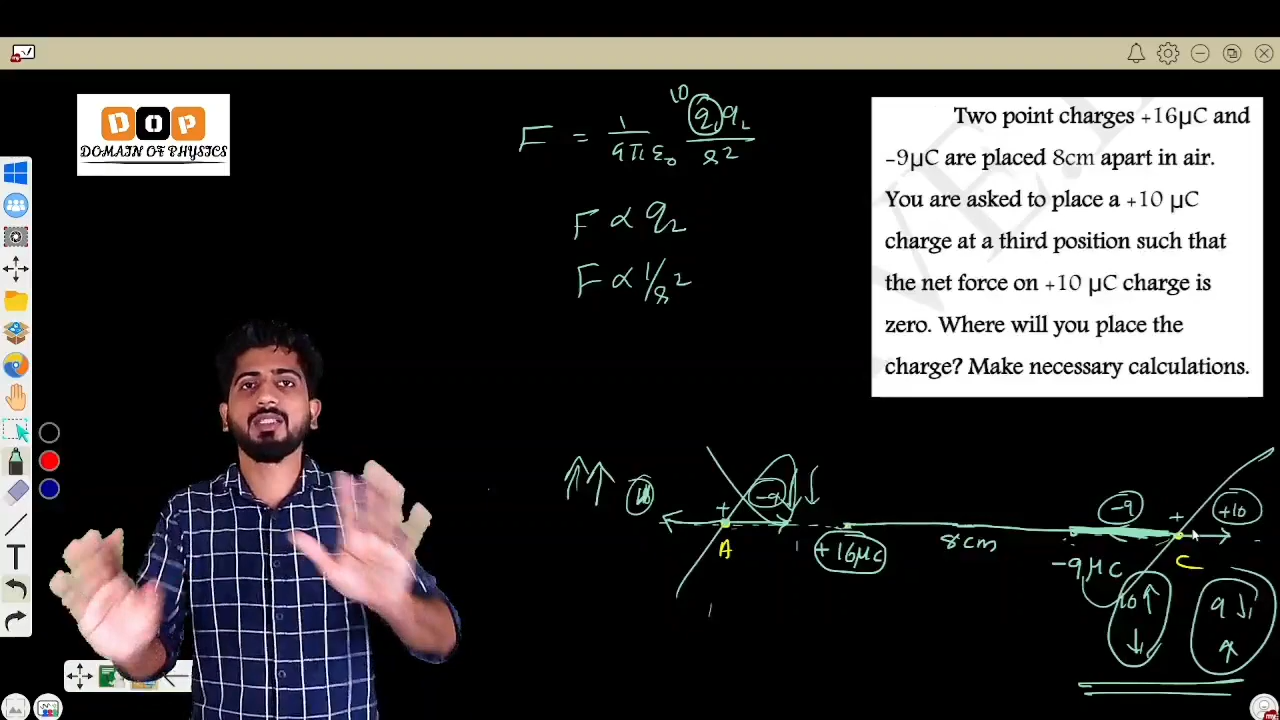 DOP
DOMAIN OF PHYSICS
F = 1/4πε₀ q₁q₂/r²
10
F ∝ q₂
F ∝ 1/r²
Two point charges +16μC and
-9μC are placed 8cm apart in air.
You are asked to place a +10 μC
charge at a third position such that
the net force on +10 μC charge is
zero. Where will you place the
charge? Make necessary calculations.
↑↑
+
-9
↓↓
A
+16μC
8cm
-9
-9μC
+
+10
C
10↑
↓
9↓